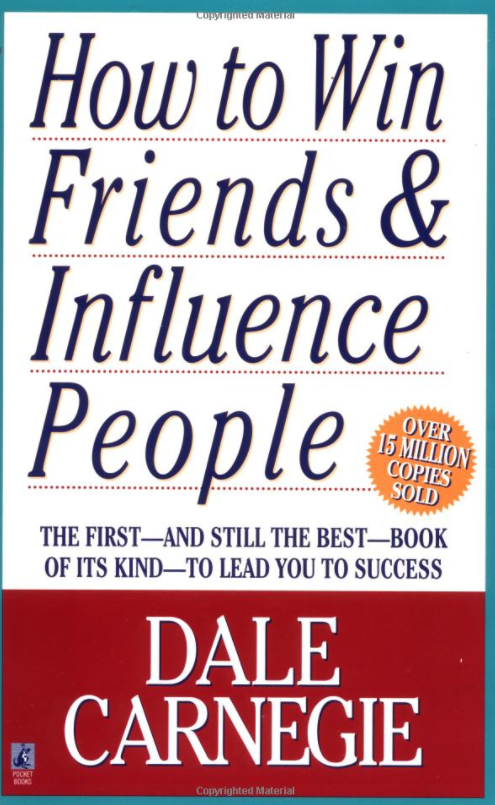 Copyrighted Material
How to Win
Friends &
Influence
People
OVER
15 MILLION
COPIES
SOLD
THE FIRST—AND STILL THE BEST—BOOK
OF ITS KIND—TO LEAD YOU TO SUCCESS
DALE
CARNEGIE
POCKET
BOOKS
Copyrighted Material